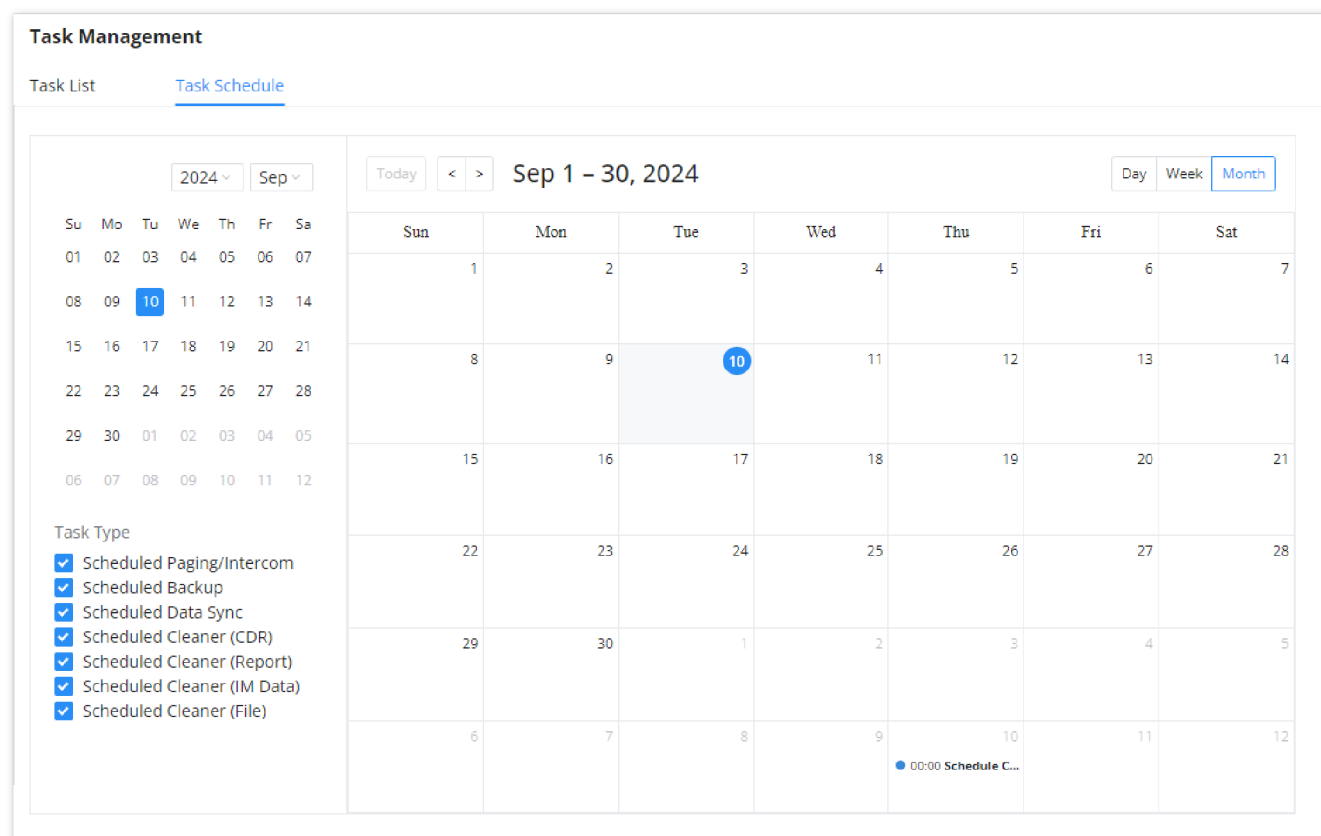 Task Management
Task List Task Schedule
2024 Sep
Su Mo Tu We Th Fr Sa
01 02 03 04 05 06 07
08 09 10 11 12 13 14
15 16 17 18 19 20 21
22 23 24 25 26 27 28
29 30 01 02 03 04 05
06 07 08 09 10 11 12
Task Type
Scheduled Paging/Intercom
Scheduled Backup
Scheduled Data Sync
Scheduled Cleaner (CDR)
Scheduled Cleaner (Report)
Scheduled Cleaner (IM Data)
Scheduled Cleaner (File)
Today < > Sep 1 – 30, 2024 Day Week Month
Sun Mon Tue Wed Thu Fri Sat
1 2 3 4 5 6 7
8 9 10 11 12 13 14
15 16 17 18 19 20 21
22 23 24 25 26 27 28
29 30 1 2 3 4 5
6 7 8 9 10 11 12
00:00 Schedule C...